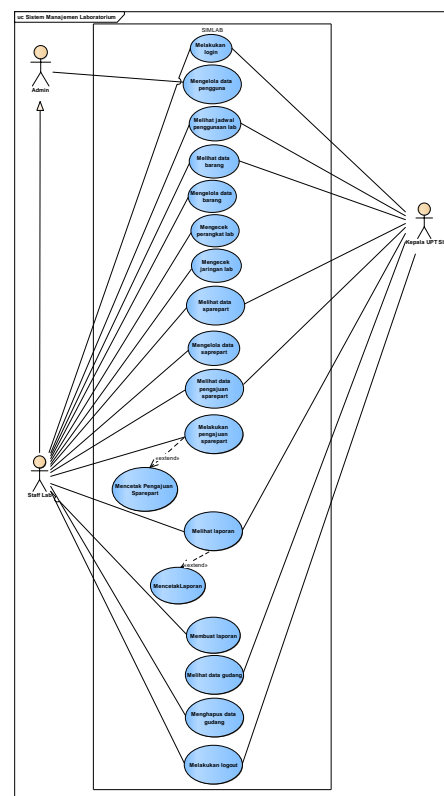 uc Sistem Manajemen Laboratorium
SIMLAB
Melakukan
login
Admin
Mengelola data
pengguna
Melihat jadwal
penggunaan lab
Melihat data
barang
Mengelola data
barang
Mengecek
perangkat lab
Mengecek
jaringan lab
Kepala UPT SI
Melihat data
sparepart
Mengelola data
saprepart
Melihat data
pengajuan
sparepart
Melakukan
pengajuan
sparepart
«extend»
Staff Lab
Mencetak Pengajuan
Sparepart
Melihat laporan
«extend»
MencetakLaporan
Membuat laporan
Melihat data gudang
Menghapus data
gudang
Melakukan logout